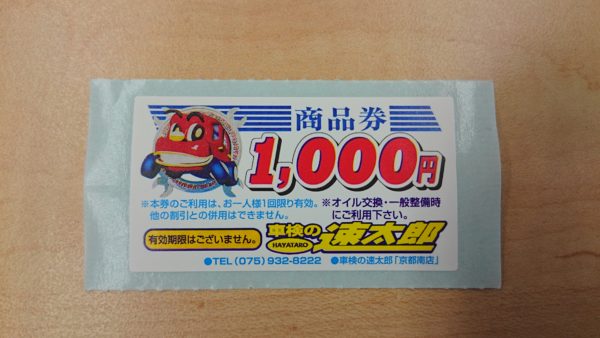 商品券
1,000円
※本券のご利用は、お一人様1回限り有効。
他の割引との併用はできません。
※オイル交換・一般整備時
にご利用下さい。
有効期限はございません。
車検の速太郎
HAYATARO
●TEL(075)932-8222 ●車検の速太郎「京都南店」